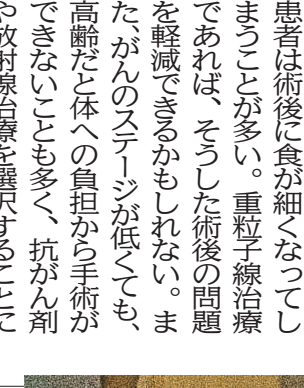 患者は術後に食が細くなってし
まうことが多い。重粒子線治療
であれば、そうした術後の問題
を軽減できるかもしれない。ま
た、がんのステージが低くても、
高齢だと体への負担から手術が
できないことも多く、抗がん剤
や放射線治療を選択することに